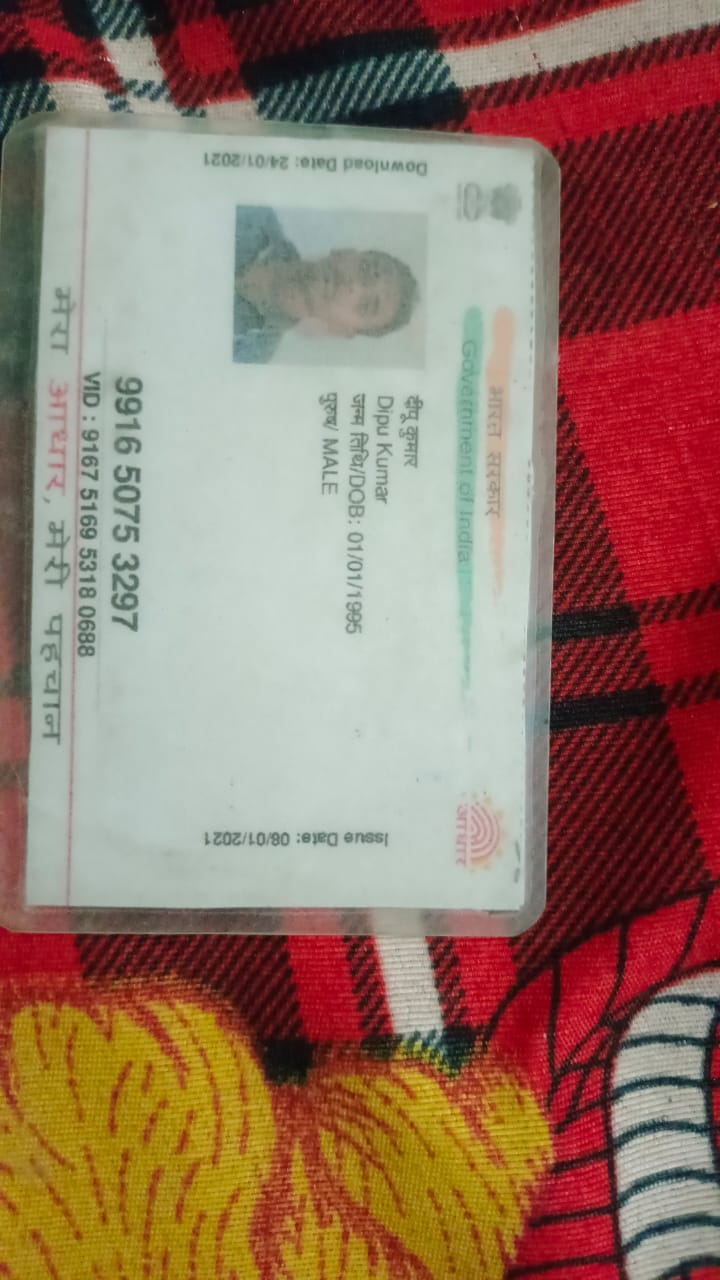 भारत सरकार
Government of India
आधार
Download Date: 24/01/2021
दीपू कुमार
Dipu Kumar
जन्म तिथि/DOB: 01/01/1995
पुरुष/ MALE
Issue Date: 08/01/2021
9916 5075 3297
VID : 9167 5169 5318 0688
मेरा आधार, मेरी पहचान